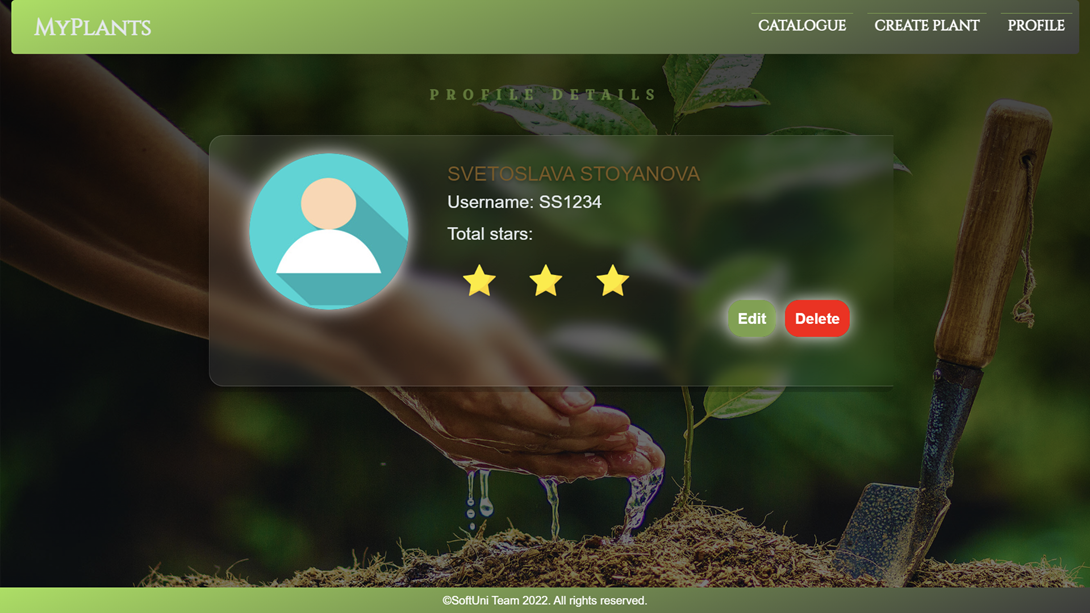 MyPlants
CATALOGUE CREATE PLANT PROFILE
PROFILE DETAILS
SVETOSLAVA STOYANOVA
Username: SS1234
Total stars:
Edit Delete
©SoftUni Team 2022. All rights reserved.